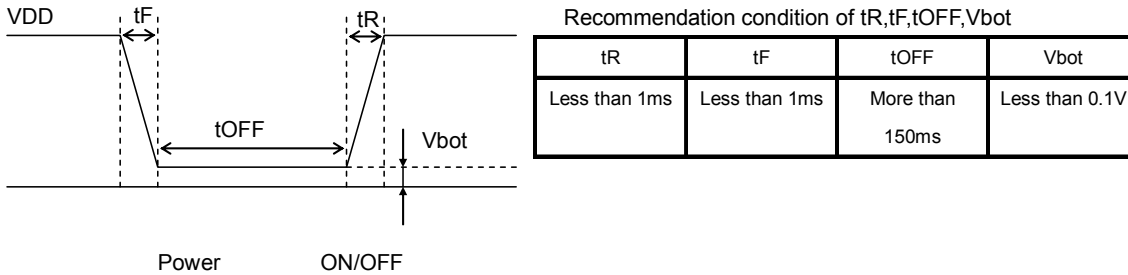 VDD
tF
tR
tOFF
Vbot
Power ON/OFF
Recommendation condition of tR,tF,tOFF,Vbot
tR tF tOFF Vbot
Less than 1ms Less than 1ms More than 150ms Less than 0.1V